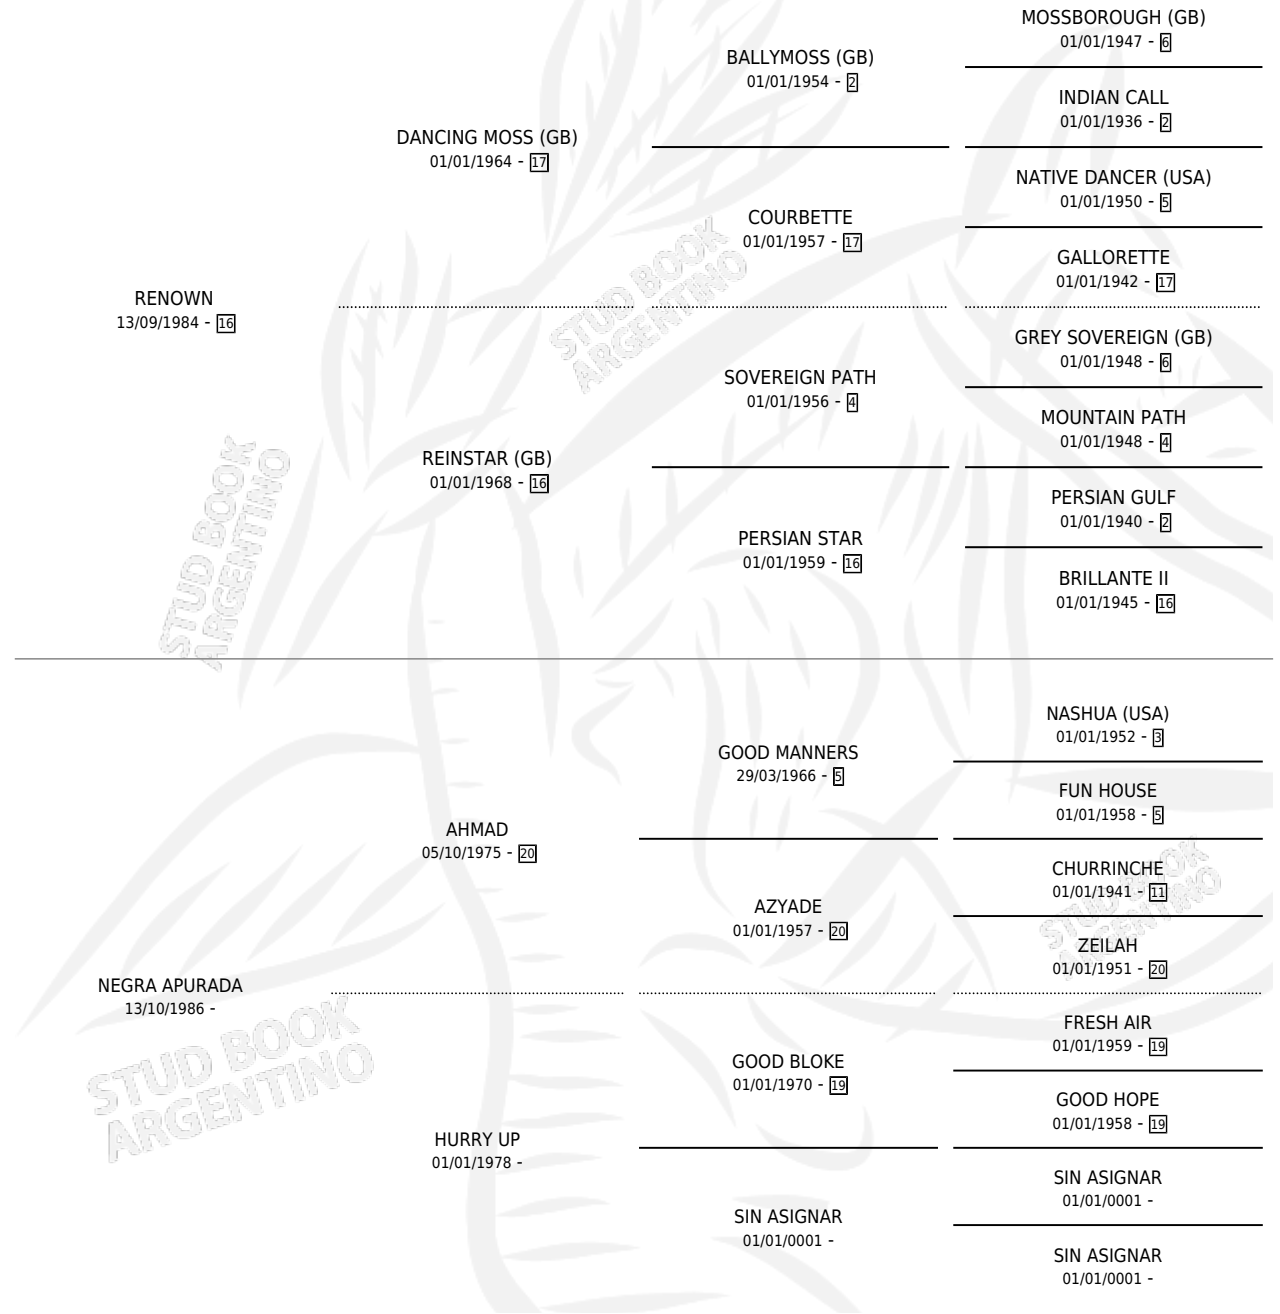 MOSSBOROUGH (GB)
01/01/1947 - 6
BALLYMOSS (GB)
01/01/1954 - 2
INDIAN CALL
01/01/1936 - 2
DANCING MOSS (GB)
01/01/1964 - 17
NATIVE DANCER (USA)
01/01/1950 - 5
COURBETTE
01/01/1957 - 17
GALLORETTE
01/01/1942 - 17
RENOWN
13/09/1984 - 16
STUD BOOK
ARGENTINO
GREY SOVEREIGN (GB)
01/01/1948 - 6
SOVEREIGN PATH
01/01/1956 - 4
MOUNTAIN PATH
01/01/1948 - 4
REINSTAR (GB)
01/01/1968 - 16
PERSIAN GULF
01/01/1940 - 2
PERSIAN STAR
01/01/1959 - 16
BRILLANTE II
01/01/1945 - 16
STUD BOOK
ARGENTINO
NASHUA (USA)
01/01/1952 - 3
GOOD MANNERS
29/03/1966 - 5
FUN HOUSE
01/01/1958 - 5
AHMAD
05/10/1975 - 20
CHURRINCHE
01/01/1941 - 11
AZYADE
01/01/1957 - 20
STUD BOOK
ARGENTINO
ZEILAH
01/01/1951 - 20
NEGRA APURADA
13/10/1986 -
FRESH AIR
01/01/1959 - 19
GOOD BLOKE
01/01/1970 - 19
STUD BOOK
ARGENTINO
GOOD HOPE
01/01/1958 - 19
HURRY UP
01/01/1978 -
SIN ASIGNAR
01/01/0001 -
SIN ASIGNAR
01/01/0001 -
SIN ASIGNAR
01/01/0001 -